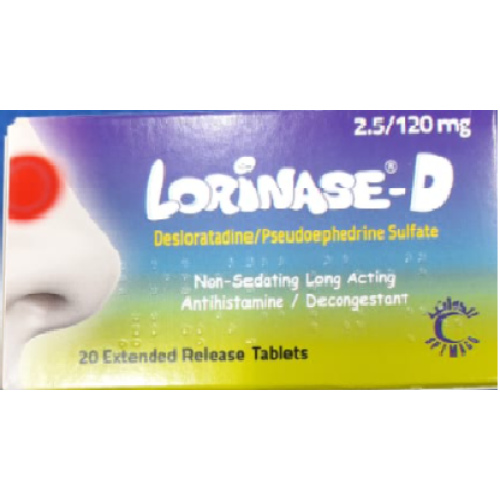 2.5/120 mg
LORINASE®-D
Desloratadine/Pseudoephedrine Sulfate
Non-Sedating Long Acting
Antihistamine / Decongestant
20 Extended Release Tablets